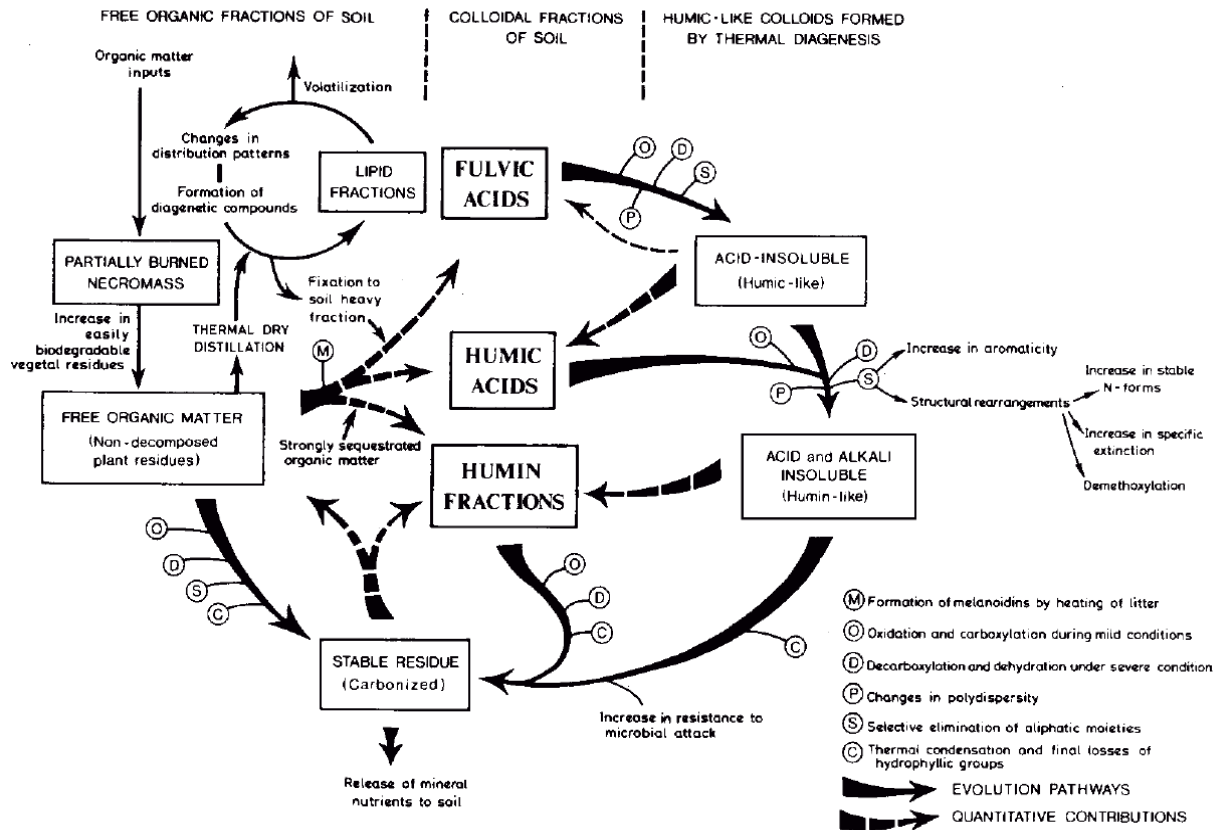 FREE ORGANIC FRACTIONS OF SOIL
COLLOIDAL FRACTIONS
OF SOIL
HUMIC-LIKE COLLOIDS FORMED
BY THERMAL DIAGENESIS
Organic matter
inputs
Volatilization
Changes in
distribution patterns
Formation of
diagenetic compounds
LIPID
FRACTIONS
FULVIC
ACIDS
O
D
S
P
PARTIALLY BURNED
NECROMASS
ACID-INSOLUBLE
(Humic-like)
Increase in
easily
biodegradable
vegetal residues
THERMAL DRY
DISTILLATION
Fixation to
soil heavy
fraction
M
HUMIC
ACIDS
O
D
P
S
Increase in aromaticity
Structural rearrangements
Increase in stable
N-forms
Increase in specific
extinction
Demethoxylation
FREE ORGANIC MATTER
(Non-decomposed
plant residues)
Strongly sequestrated
organic matter
HUMIN
FRACTIONS
ACID and ALKALI
INSOLUBLE
(Humin-like)
O
D
S
C
O
D
C
C
STABLE RESIDUE
(Carbonized)
Increase in resistance to
microbial attack
Release of mineral
nutrients to soil
M Formation of melanoidins by heating of litter
O Oxidation and carboxylation during mild conditions
D Decarboxylation and dehydration under severe condition
P Changes in polydispersity
S Selective elimination of aliphatic moieties
C Thermal condensation and final losses of
hydrophyllic groups
EVOLUTION PATHWAYS
QUANTITATIVE CONTRIBUTIONS